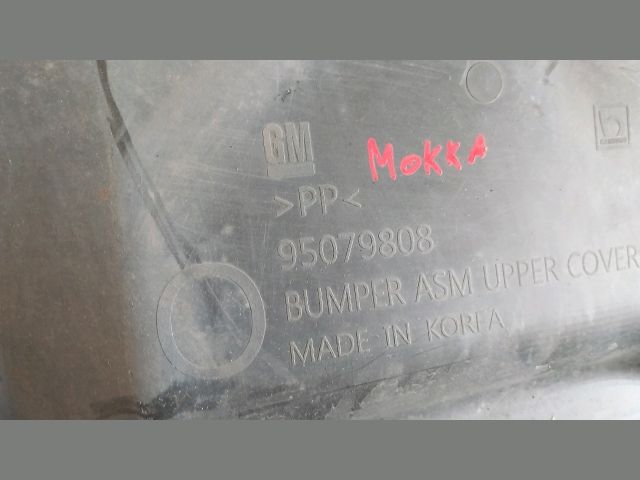 GM
MOKKA
>PP<
95079808
BUMPER ASM UPPER COVER
MADE IN KOREA